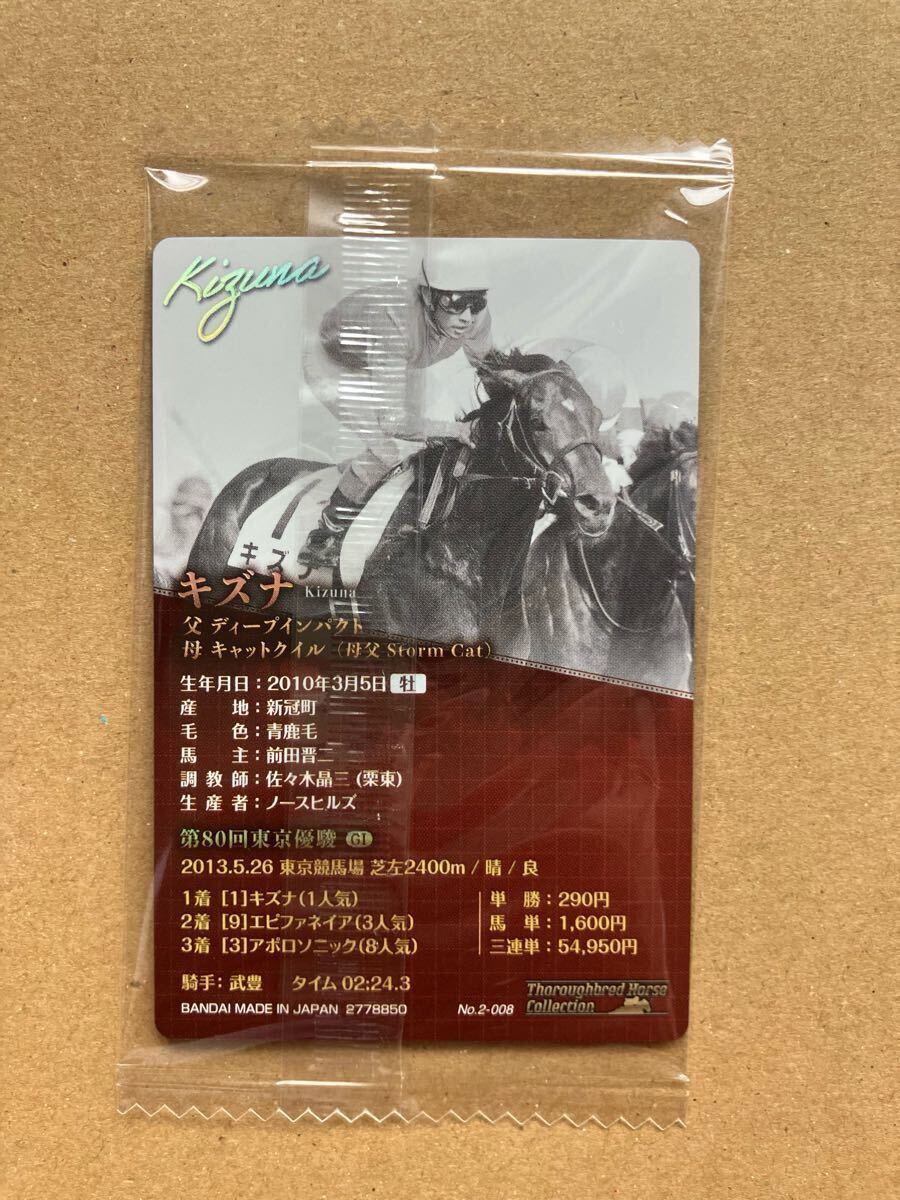 Kizuna
1
キズナ
キズナ Kizuna
父 ディープインパクト
母 キャットクイル（母父 Storm Cat）
生年月日：2010年3月5日 牡
産地：新冠町
毛色：青鹿毛
馬主：前田晋二
調教師：佐々木晶三 (栗東)
生産者：ノースヒルズ
第80回東京優駿 GI
2013.5.26 東京競馬場 芝左2400m / 晴 / 良
1着 [1]キズナ(1人気)
2着 [9]エピファネイア(3人気)
3着 [3]アポロソニック(8人気)
単勝：290円
馬単：1,600円
三連単：54,950円
騎手：武豊 タイム 02:24.3
BANDAI MADE IN JAPAN 2778850
No.2-008
Thoroughbred Horse
Collection